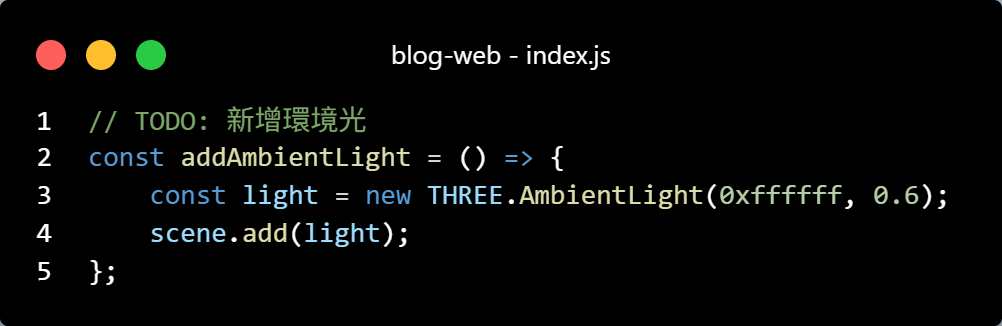 blog-web - index.js
1 // TODO: 新增環境光
2 const addAmbientLight = () => {
3     const light = new THREE.AmbientLight(0xffffff, 0.6);
4     scene.add(light);
5 };